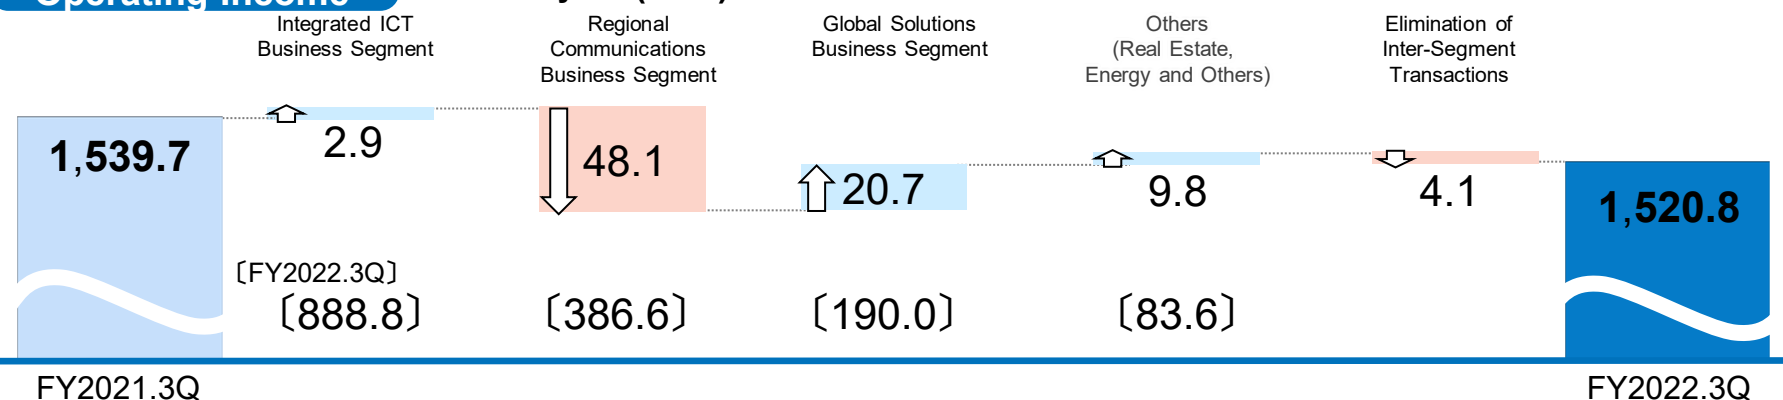 Operating Income
Integrated ICT
Business Segment
Regional
Communications
Business Segment
Global Solutions
Business Segment
Others
(Real Estate,
Energy and Others)
Elimination of
Inter-Segment
Transactions
1,539.7
2.9
48.1
20.7
9.8
4.1
1,520.8
〔FY2022.3Q〕
〔888.8〕
〔386.6〕
〔190.0〕
〔83.6〕
FY2021.3Q
FY2022.3Q